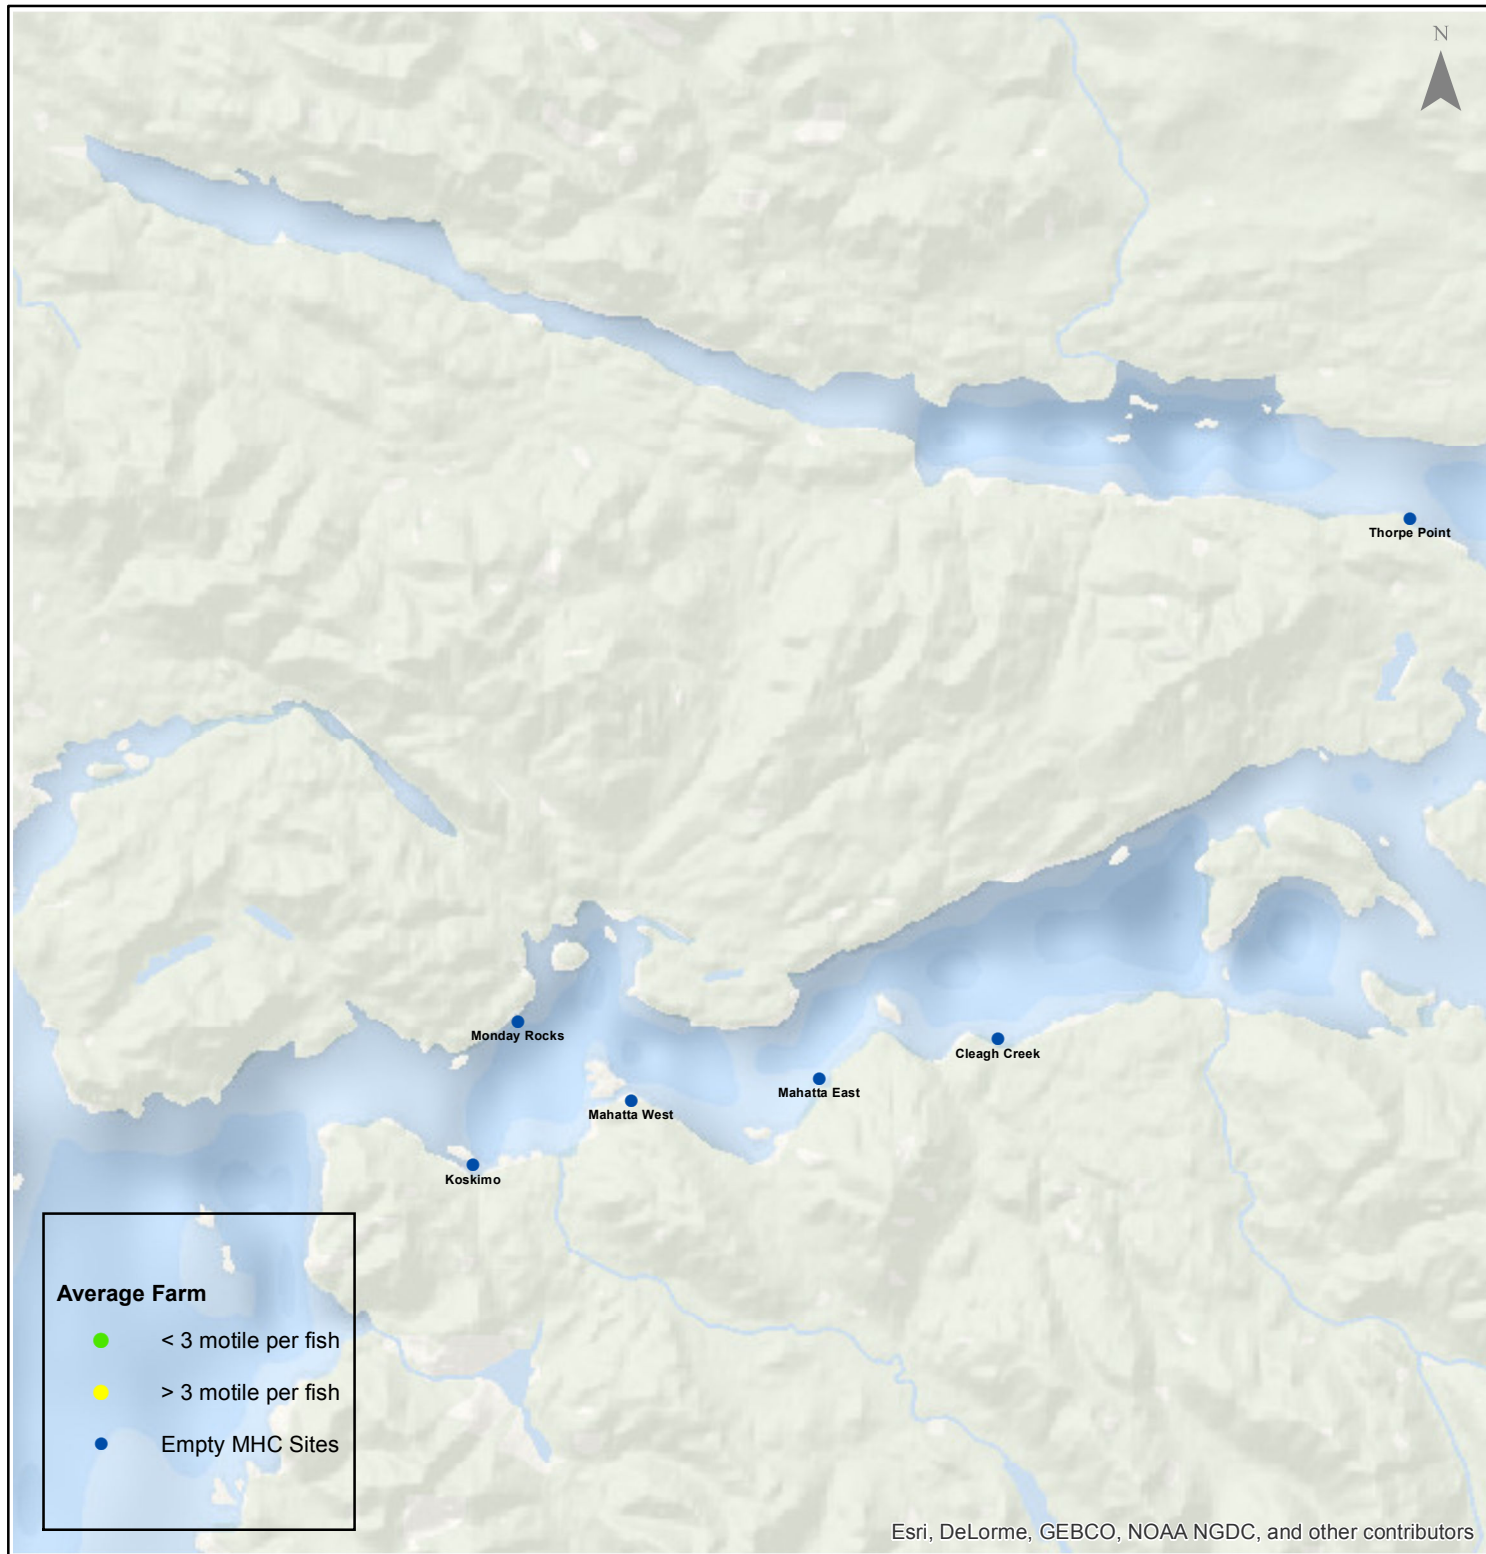 N
Thorpe Point
Monday Rocks
Cleagh Creek
Mahatta East
Mahatta West
Koskimo
Average Farm
< 3 motile per fish
> 3 motile per fish
Empty MHC Sites
Esri, DeLorme, GEBCO, NOAA NGDC, and other contributors